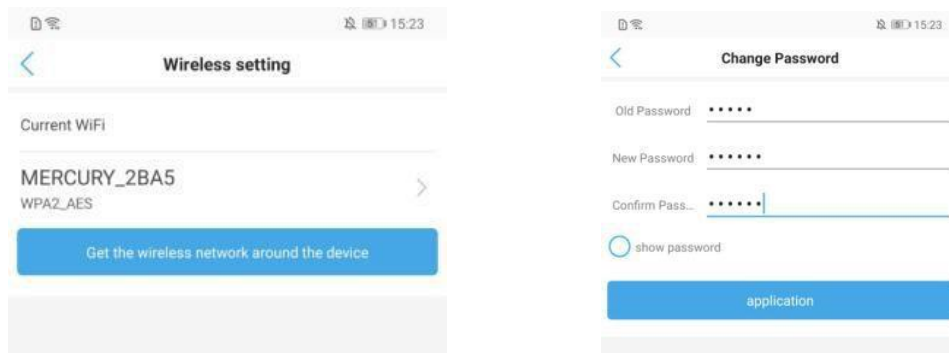 15:23
Wireless setting
Current WiFi
MERCURY_2BA5
WPA2_AES
Get the wireless network around the device
15:23
Change Password
Old Password •••••
New Password ••••••
Confirm Pass... ••••••
show password
application